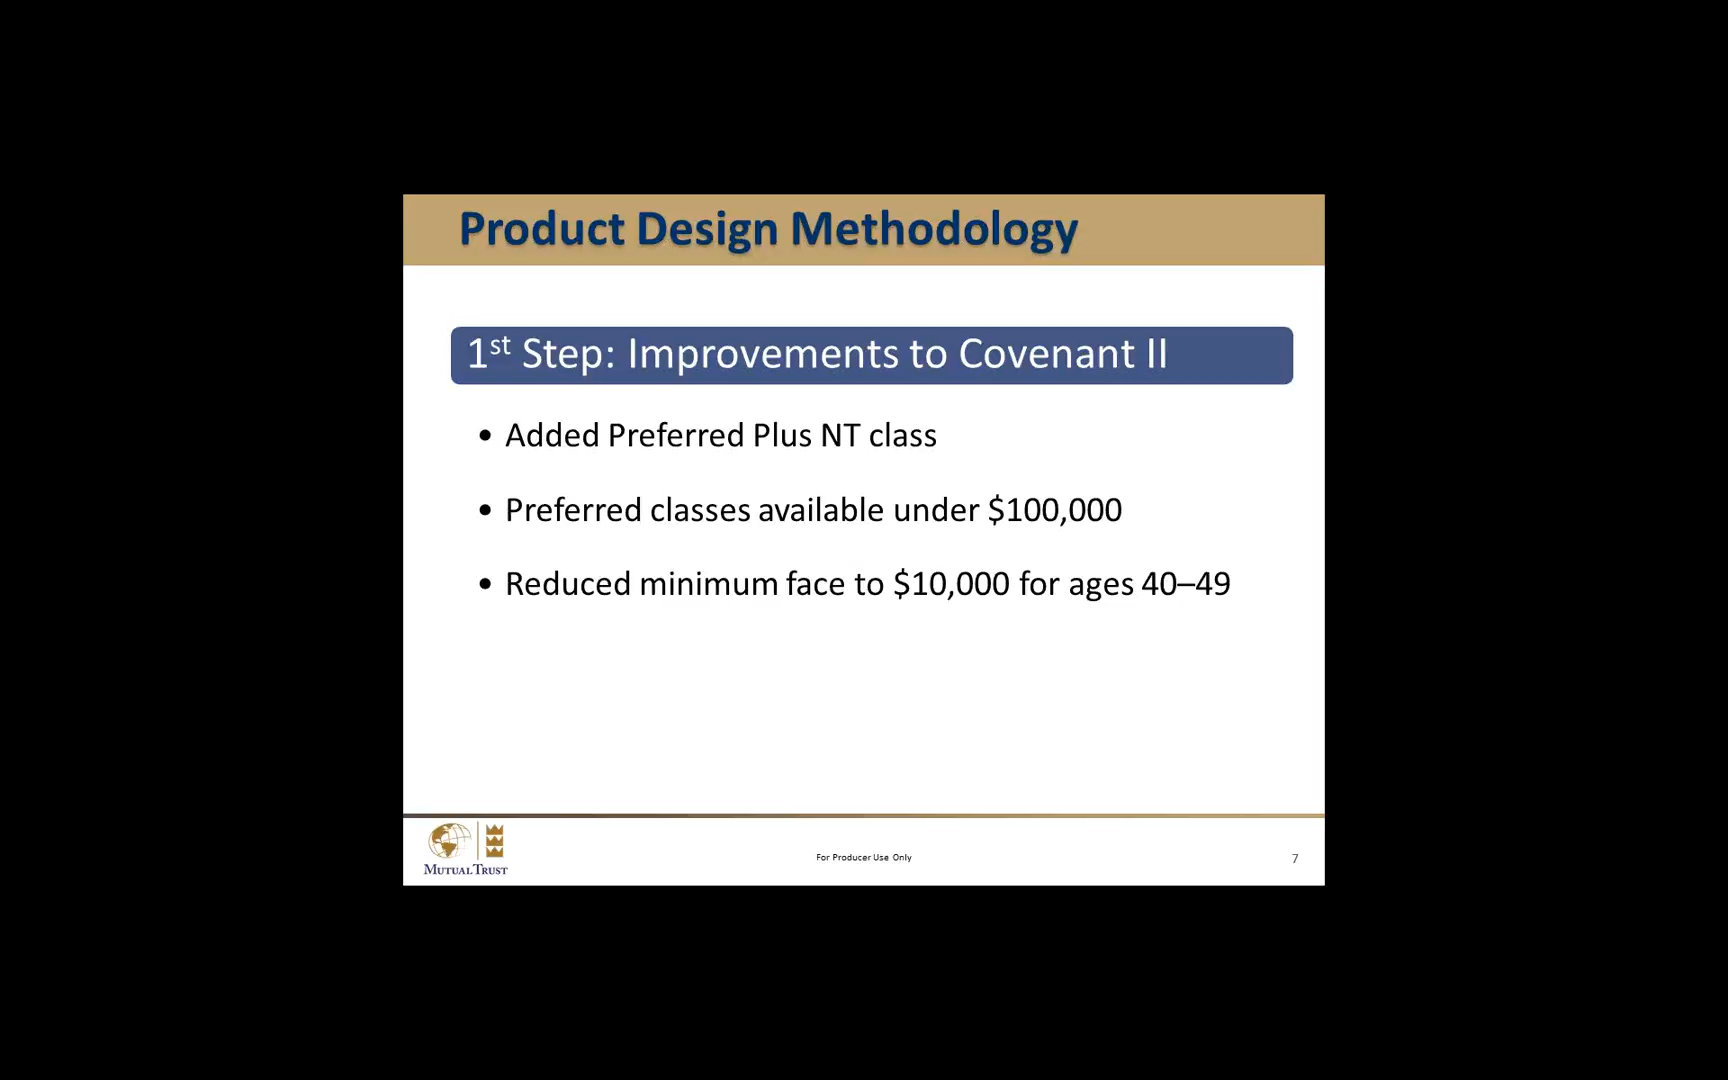 Product Design Methodology
1st Step: Improvements to Covenant II
• Added Preferred Plus NT class
• Preferred classes available under $100,000
• Reduced minimum face to $10,000 for ages 40–49
MUTUAL TRUST
For Producer Use Only
7